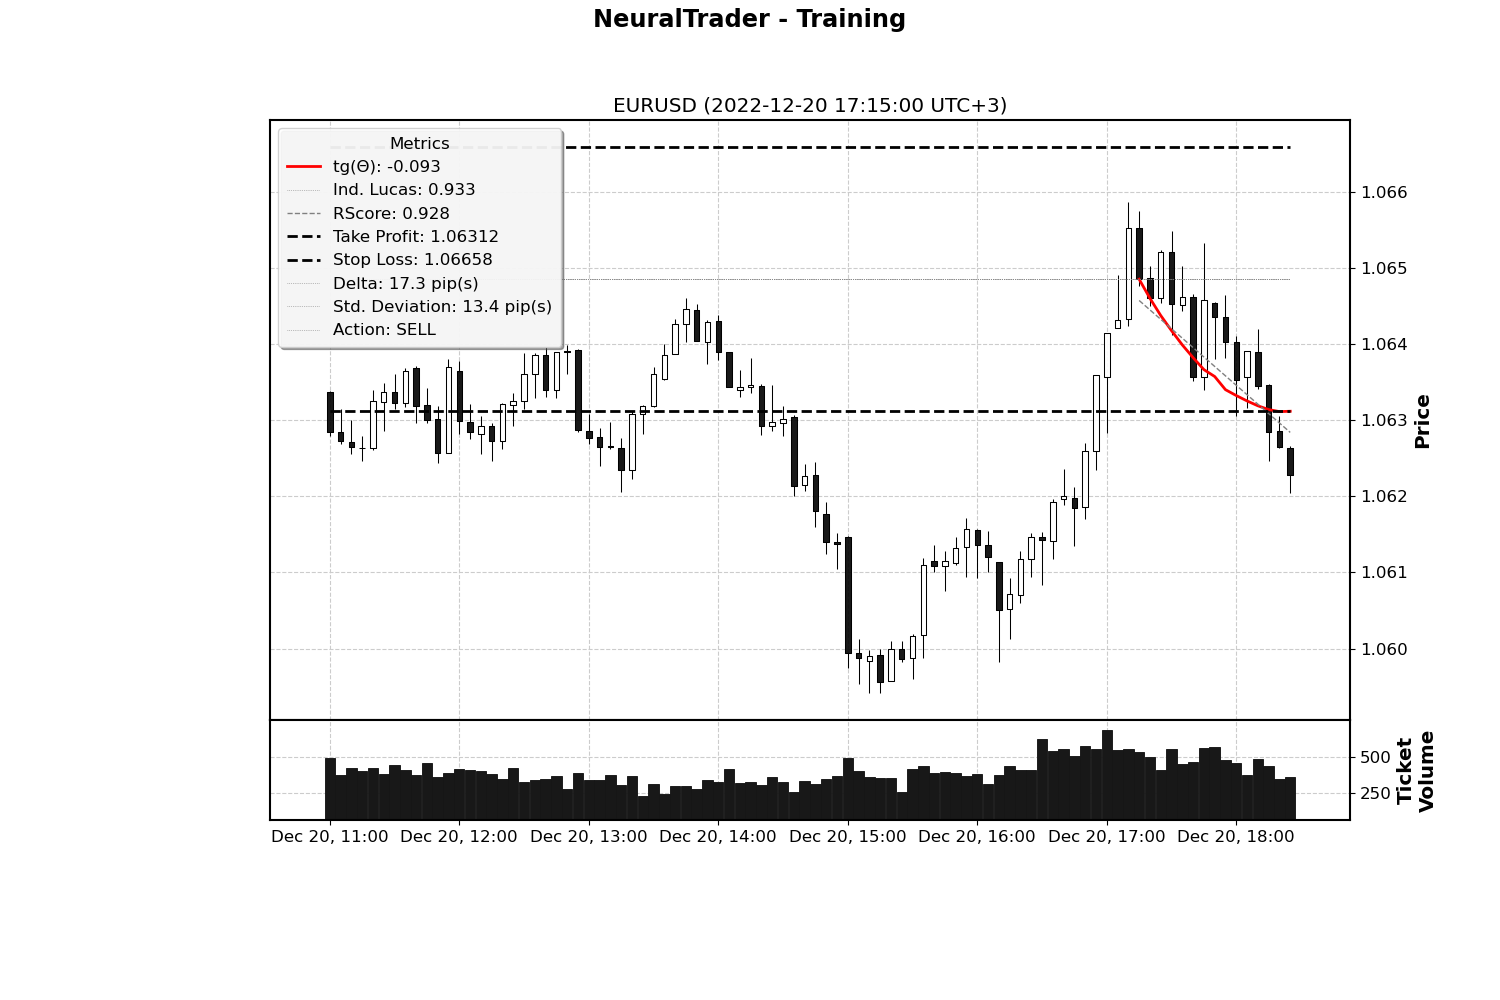 NeuralTrader - Training
EURUSD (2022-12-20 17:15:00 UTC+3)
Metrics
tg(Θ): -0.093
Ind. Lucas: 0.933
RScore: 0.928
Take Profit: 1.06312
Stop Loss: 1.06658
Delta: 17.3 pip(s)
Std. Deviation: 13.4 pip(s)
Action: SELL
1.066
1.065
1.064
1.063
1.062
1.061
1.060
Price
500
250
Ticket
Volume
Dec 20, 11:00 Dec 20, 12:00 Dec 20, 13:00 Dec 20, 14:00 Dec 20, 15:00 Dec 20, 16:00 Dec 20, 17:00 Dec 20, 18:00